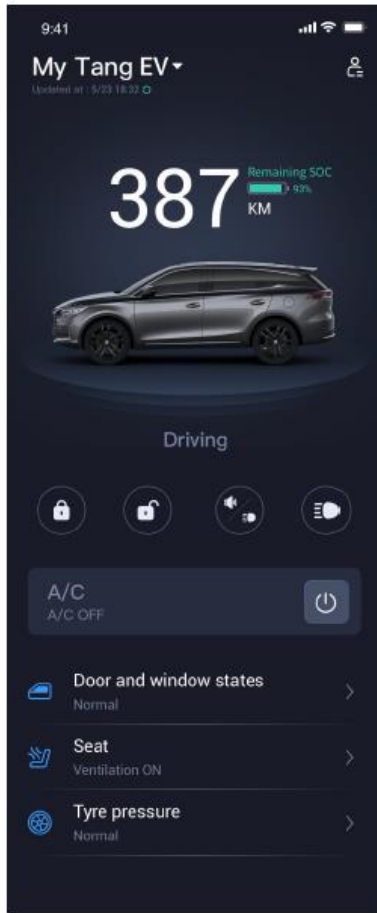 9:41
My Tang EV
Updated at : 5/23 18:32
387
Remaining SOC
93%
KM
Driving
A/C
A/C OFF
Door and window states
Normal
Seat
Ventilation ON
Tyre pressure
Normal